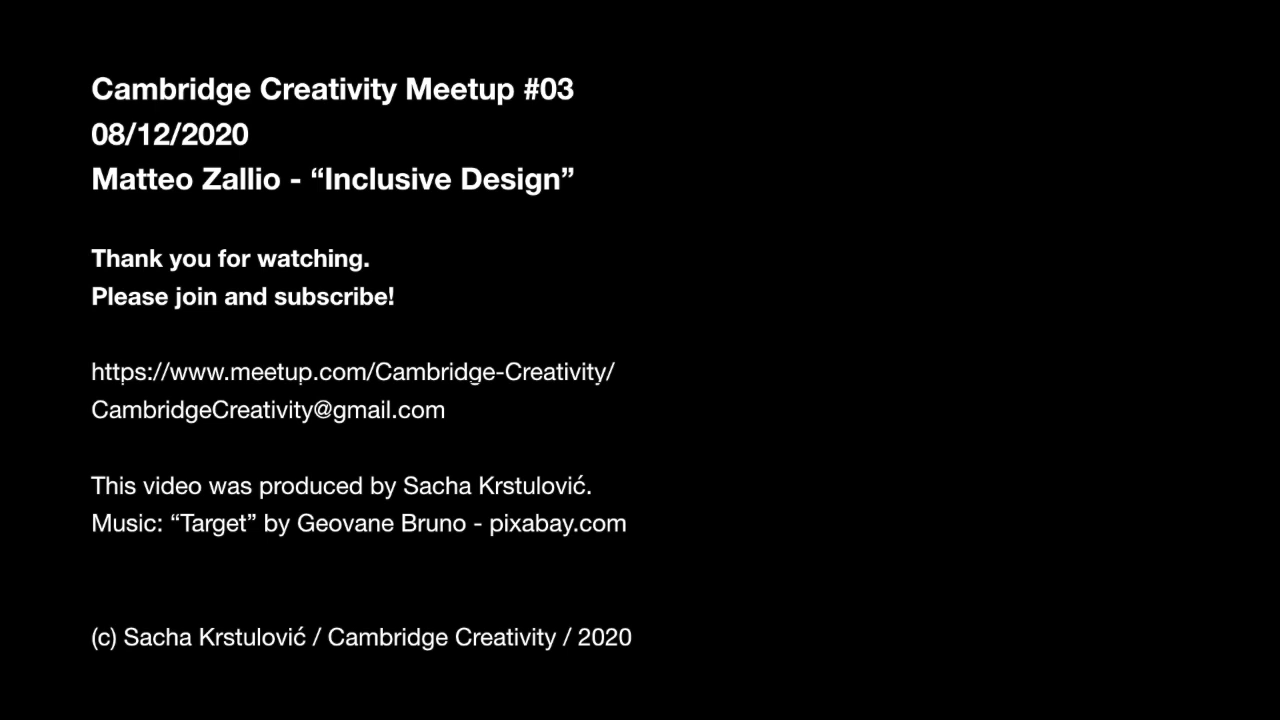 Cambridge Creativity Meetup #03
08/12/2020
Matteo Zallio - “Inclusive Design”
Thank you for watching.
Please join and subscribe!
https://www.meetup.com/Cambridge-Creativity/
CambridgeCreativity@gmail.com
This video was produced by Sacha Krstulović.
Music: “Target” by Geovane Bruno - pixabay.com
(c) Sacha Krstulović / Cambridge Creativity / 2020